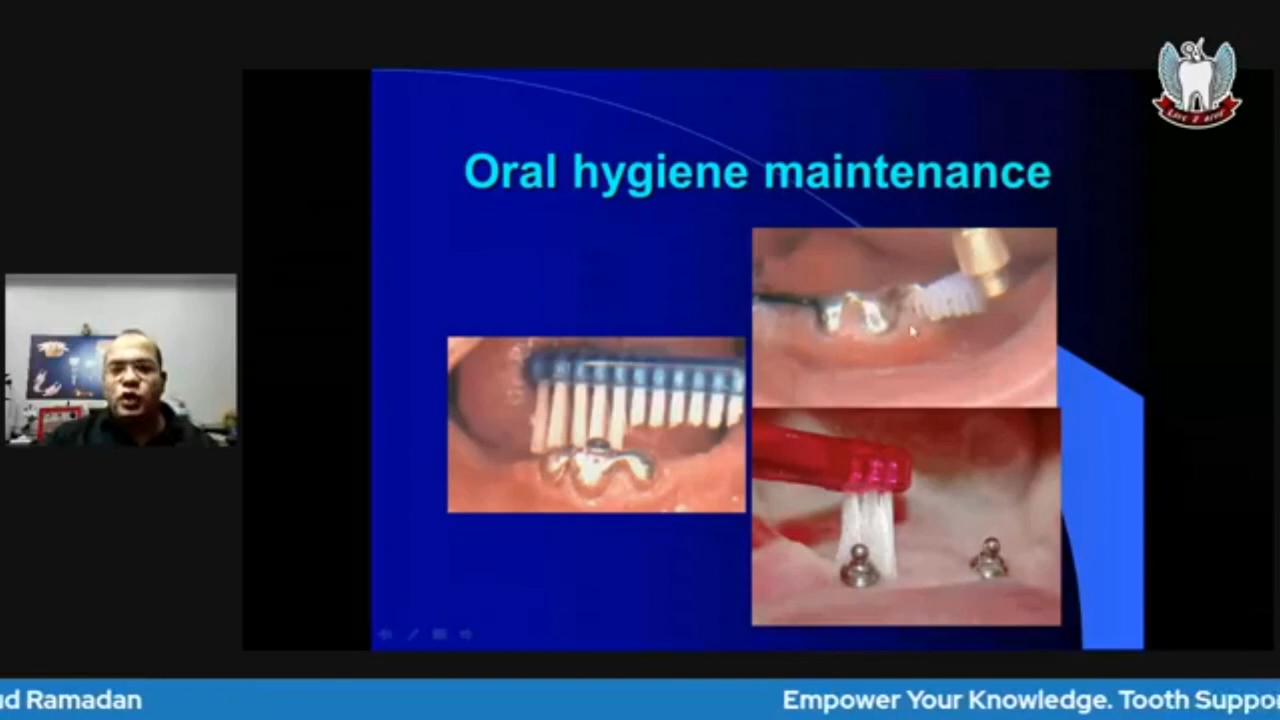 Oral hygiene maintenance
ud Ramadan
Empower Your Knowledge. Tooth Suppor